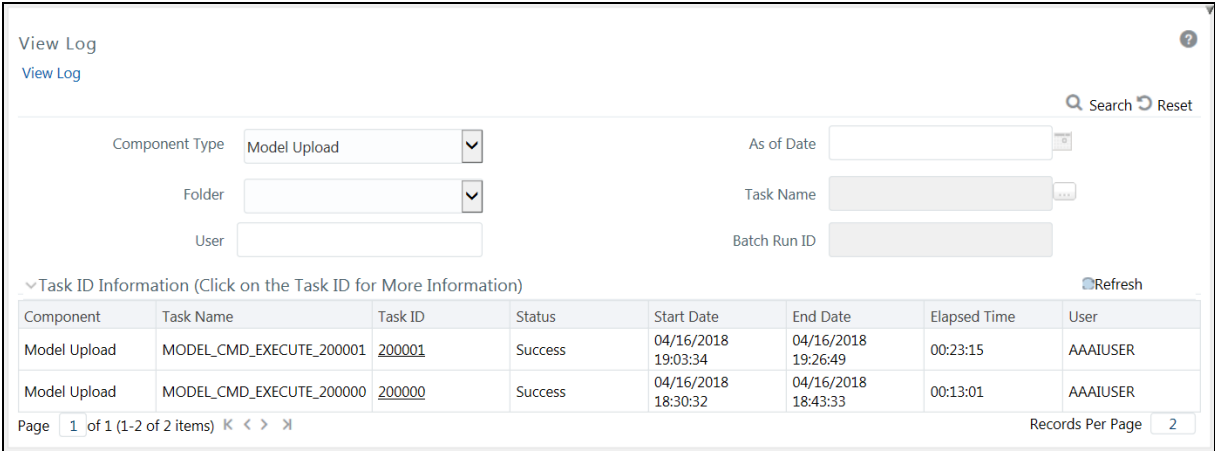 View Log
View Log
Search Reset
Component Type Model Upload As of Date
Folder Task Name ...
User Batch Run ID
Task ID Information (Click on the Task ID for More Information) Refresh
Component Task Name Task ID Status Start Date End Date Elapsed Time User
Model Upload MODEL_CMD_EXECUTE_200001 200001 Success 04/16/2018 19:03:34 04/16/2018 19:26:49 00:23:15 AAAIUSER
Model Upload MODEL_CMD_EXECUTE_200000 200000 Success 04/16/2018 18:30:32 04/16/2018 18:43:33 00:13:01 AAAIUSER
Page 1 of 1 (1-2 of 2 items) Records Per Page 2